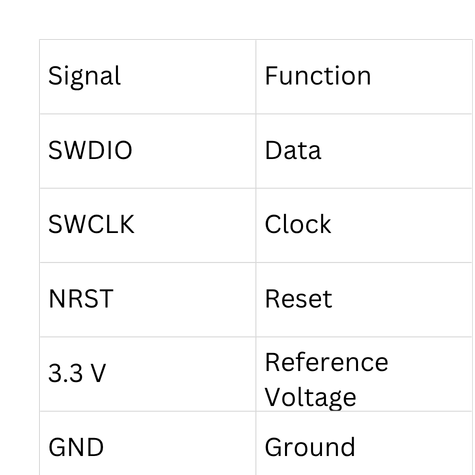 Signal Function
SWDIO Data
SWCLK Clock
NRST Reset
3.3 V Reference
Voltage
GND Ground